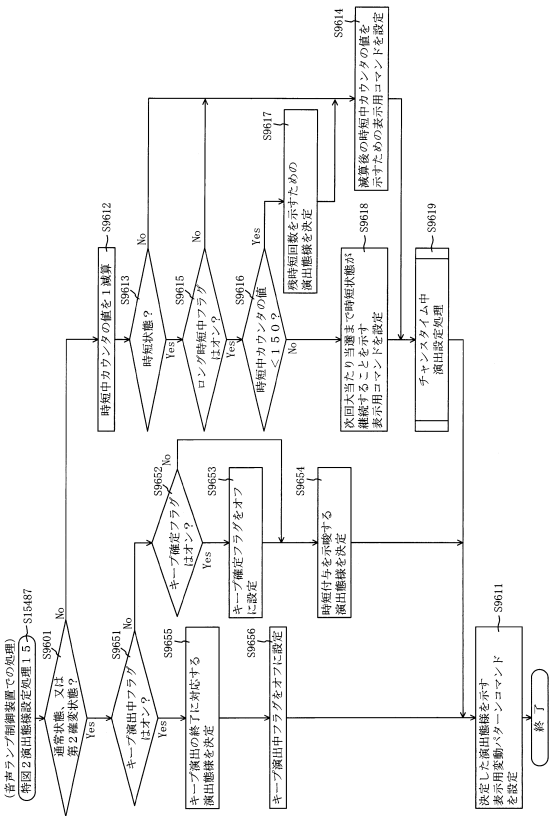 (音声ランプ制御装置での処理)
特図2演出態様設定処理15
S15487
通常状態、又は
第2確変状態?
S9601
No
Yes
キープ演出中フラグ
はオン?
S9651
No
Yes
キープ演出の終了に対応する
演出態様を決定
S9655
キープ演出中フラグをオフに設定
S9656
キープ確定フラグ
はオン?
S9652
No
Yes
キープ確定フラグをオフ
に設定
S9653
時短付与を示唆する
演出態様を決定
S9654
時短中カウンタの値を1減算
S9612
時短状態?
S9613
No
Yes
ロング時短中フラグ
はオン?
S9615
No
Yes
時短中カウンタの値
<150?
S9616
Yes
No
残時短回数を示すための
演出態様を決定
S9617
減算後の時短中カウンタの値を
示すための表示用コマンドを設定
S9614
次回大当たり当選まで時短状態が
継続することを示す
表示用コマンドを設定
S9618
チャンスタイム中
演出設定処理
S9619
決定した演出態様を示す
表示用変動パターンコマンド
を設定
S9611
終了